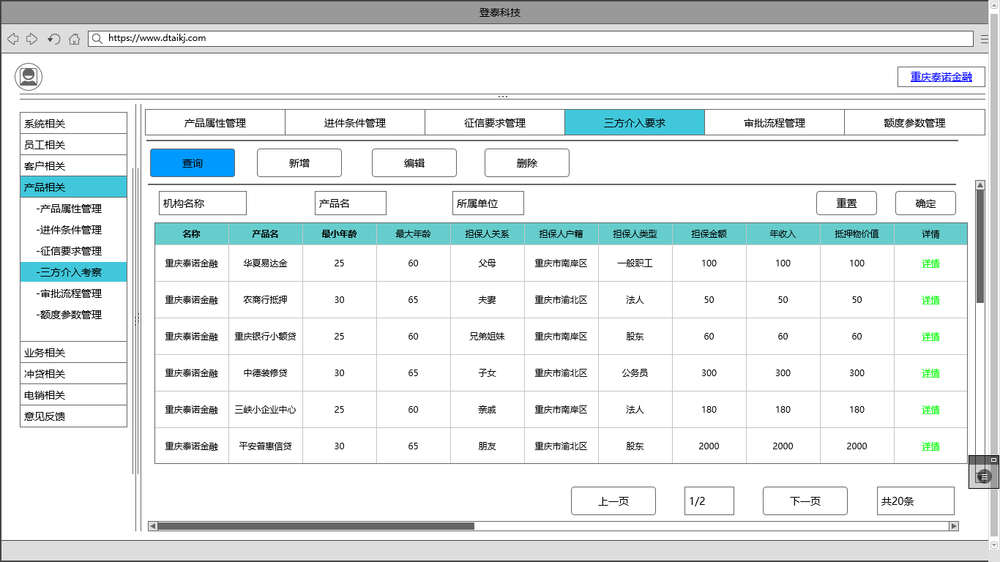 登泰科技
https://www.dtaikj.com
重庆泰诺金融
系统相关
员工相关
客户相关
产品相关
-产品属性管理
-进件条件管理
-征信要求管理
-三方介入考察
-审批流程管理
-额度参数管理
业务相关
冲贷相关
电销相关
意见反馈
产品属性管理 进件条件管理 征信要求管理 三方介入要求 审批流程管理 额度参数管理
查询 新增 编辑 删除
机构名称 产品名 所属单位 重置 确定
名称 产品名 最小年龄 最大年龄 担保人关系 担保人户籍 担保人类型 担保金额 年收入 抵押物价值 详情
重庆泰诺金融 华夏易达金 25 60 父母 重庆市南岸区 一般职工 100 100 100 详情
重庆泰诺金融 农商行抵押 30 65 夫妻 重庆市渝北区 法人 50 50 50 详情
重庆泰诺金融 重庆银行小额贷 25 60 兄弟姐妹 重庆市南岸区 股东 60 60 60 详情
重庆泰诺金融 中德装修贷 30 65 子女 重庆市渝北区 公务员 300 300 300 详情
重庆泰诺金融 三峡小企业中心 25 60 亲戚 重庆市南岸区 法人 180 180 180 详情
重庆泰诺金融 平安普惠信贷 30 65 朋友 重庆市渝北区 股东 2000 2000 2000 详情
上一页 1/2 下一页 共20条